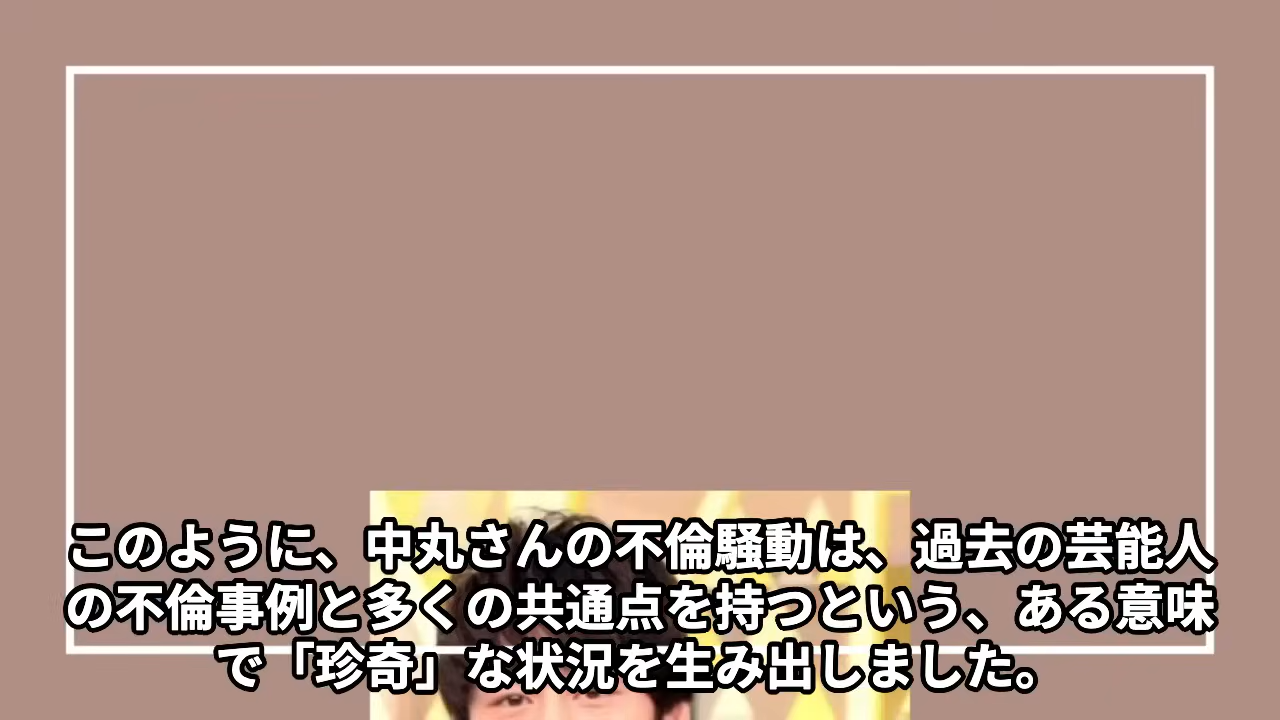 このように、中丸さんの不倫騒動は、過去の芸能人
の不倫事例と多くの共通点を持つという、ある意味
で「珍奇」な状況を生み出しました。